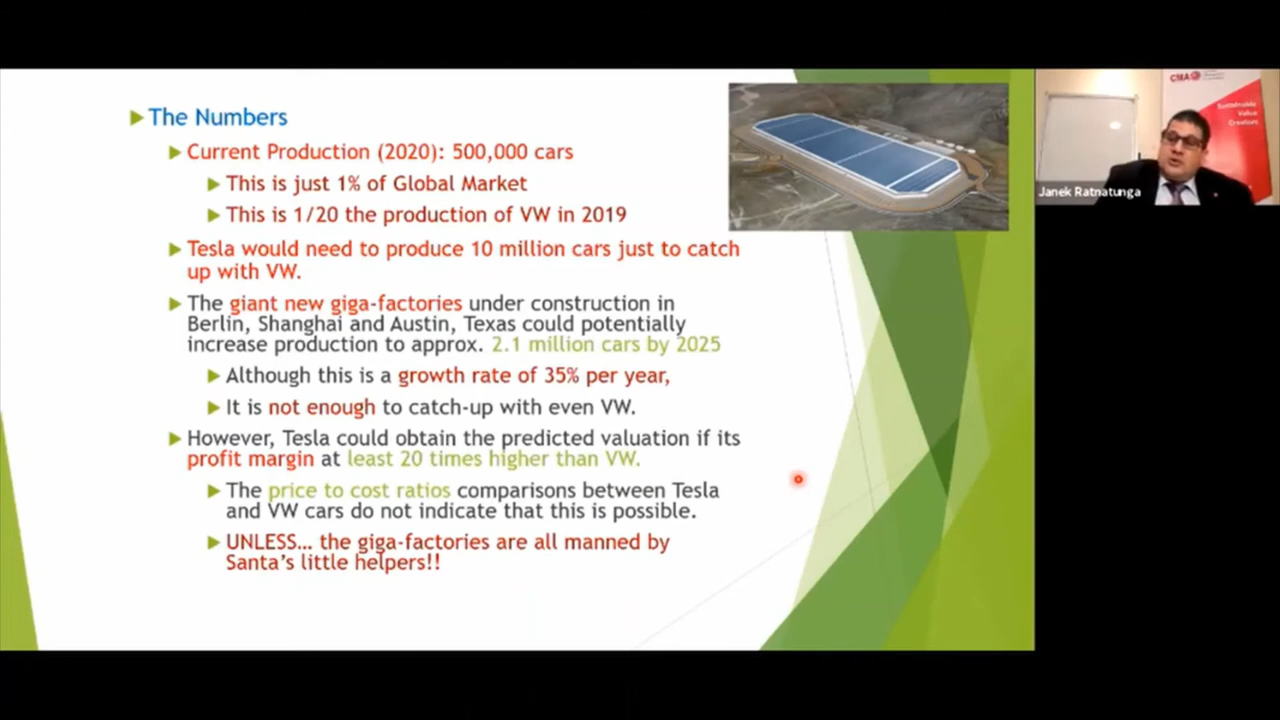 The Numbers
Current Production (2020): 500,000 cars
This is just 1% of Global Market
This is 1/20 the production of VW in 2019
Tesla would need to produce 10 million cars just to catch
up with VW.
The giant new giga-factories under construction in
Berlin, Shanghai and Austin, Texas could potentially
increase production to approx. 2.1 million cars by 2025
Although this is a growth rate of 35% per year,
It is not enough to catch-up with even VW.
However, Tesla could obtain the predicted valuation if its
profit margin at least 20 times higher than VW.
The price to cost ratios comparisons between Tesla
and VW cars do not indicate that this is possible.
UNLESS... the giga-factories are all manned by
Santa's little helpers!!
CMA
Sustainable
Value
Creators
Janek Ratnatunga